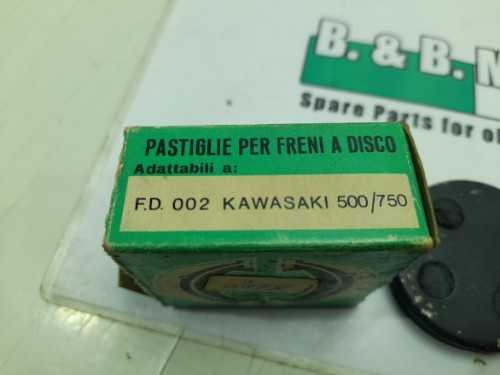 B. & B. M
Spare Parts for ol
PASTIGLIE PER FRENI A DISCO
Adattabili a:
F.D. 002 KAWASAKI 500/750